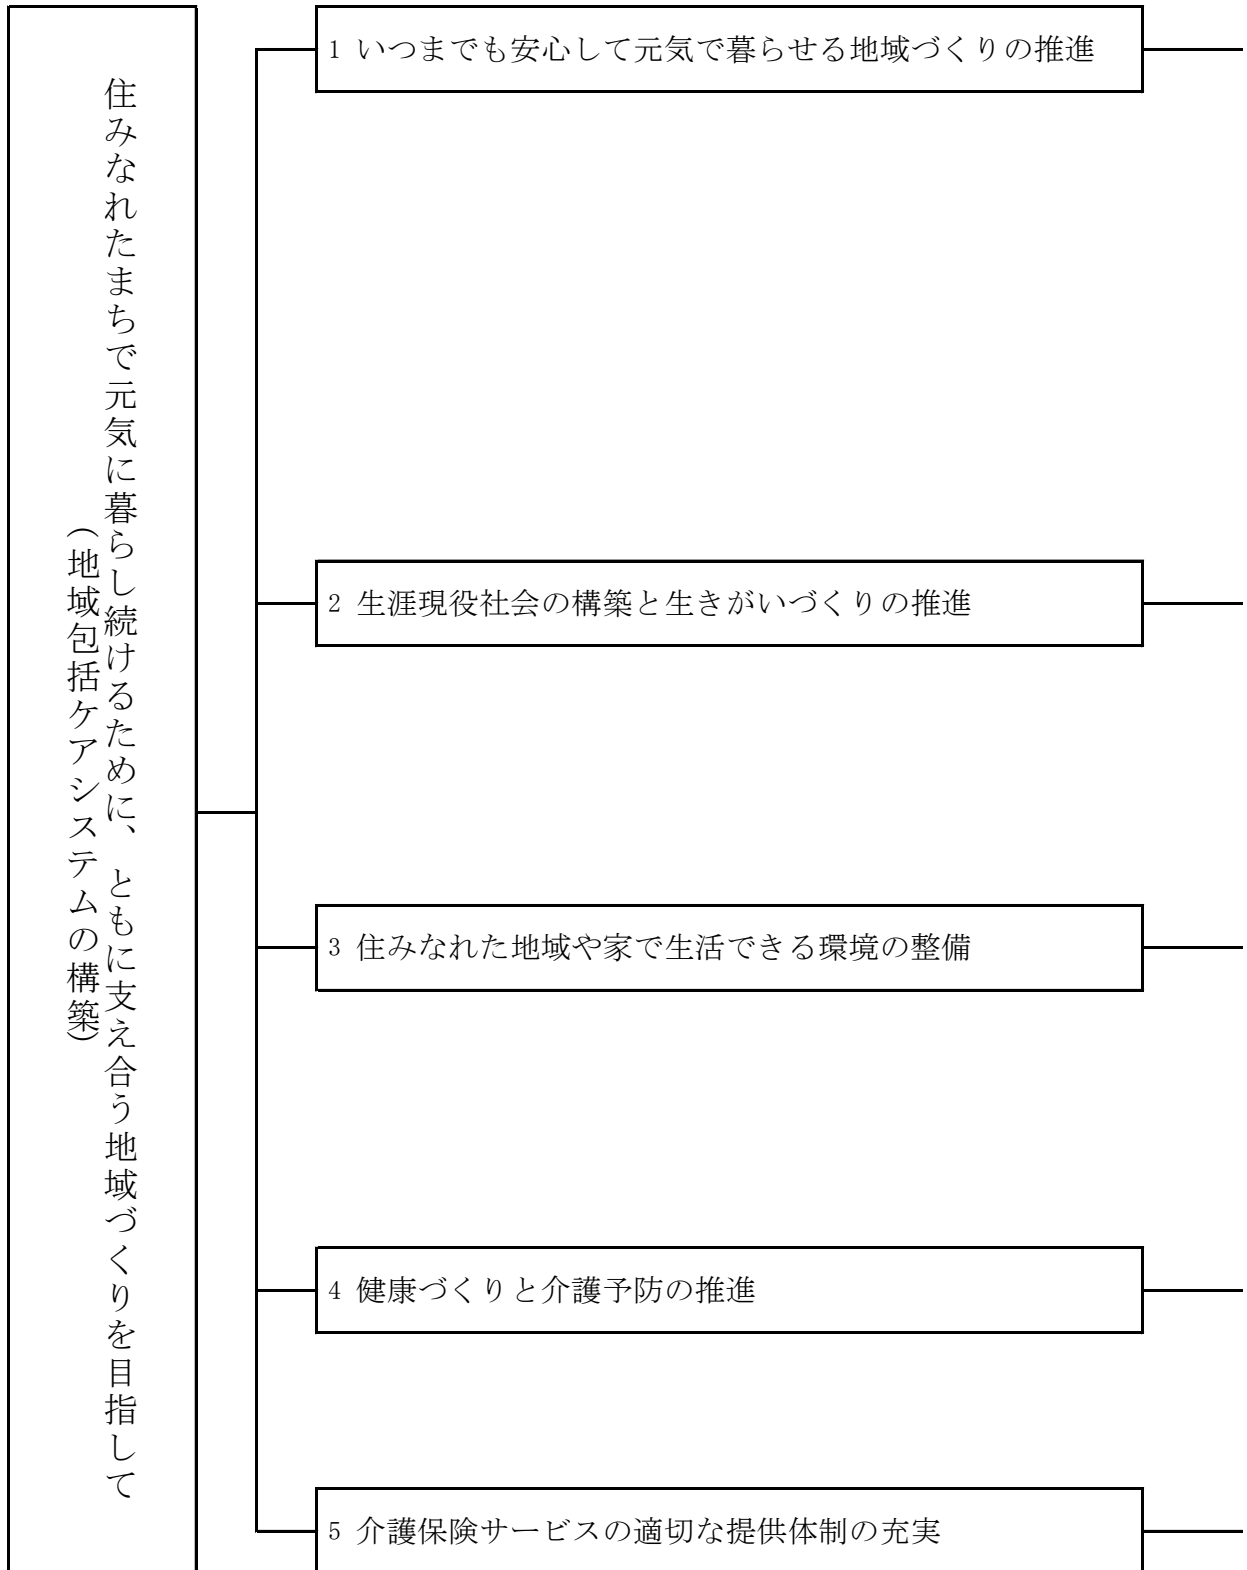 住みなれたまちで元気に暮らし続けるために、ともに支え合う地域づくりを目指して
（地域包括ケアシステムの構築）
1 いつまでも安心して元気で暮らせる地域づくりの推進
2 生涯現役社会の構築と生きがいづくりの推進
3 住みなれた地域や家で生活できる環境の整備
4 健康づくりと介護予防の推進
5 介護保険サービスの適切な提供体制の充実